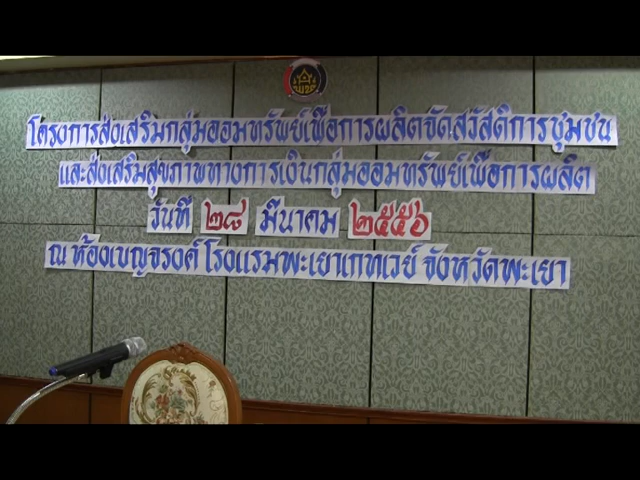 โครงการส่งเสริมกลุ่มออมทรัพย์เพื่อการผลิตจัดสวัสดิการชุมชน
และส่งเสริมสุขภาพทางการเงินกลุ่มออมทรัพย์เพื่อการผลิต
วันที่ ๒๘ มีนาคม ๒๕๕๖
ณ ห้องเบญจรงค์ โรงแรมพะเยาเกทเวย์ จังหวัดพะเยา